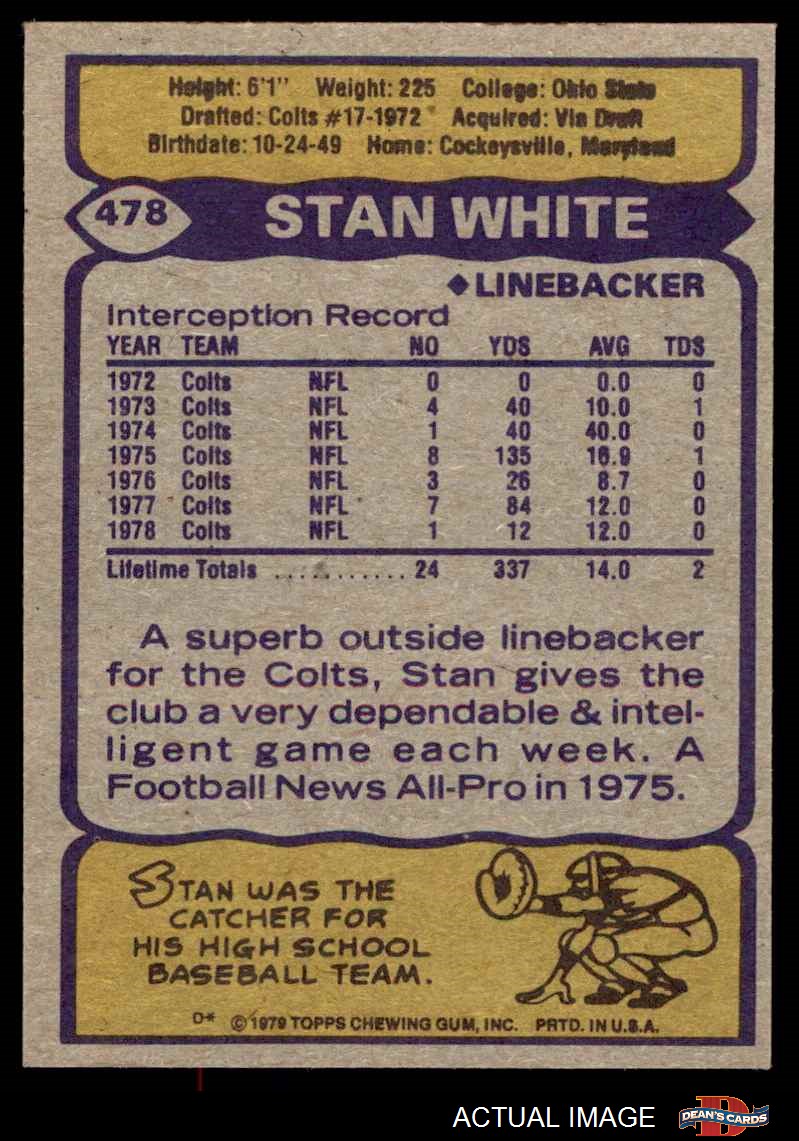 Height: 6'1" Weight: 225 College: Ohio State
Drafted: Colts #17-1972 Acquired: Via Draft
Birthdate: 10-24-49 Home: Cockeysville, Maryland
478 STAN WHITE
◆LINEBACKER
Interception Record
YEAR TEAM NO YDS AVG TDS
1972 Colts NFL 0 0 0.0 0
1973 Colts NFL 4 40 10.0 1
1974 Colts NFL 1 40 40.0 0
1975 Colts NFL 8 135 16.9 1
1976 Colts NFL 3 26 8.7 0
1977 Colts NFL 7 84 12.0 0
1978 Colts NFL 1 12 12.0 0
Lifetime Totals ............ 24 337 14.0 2
A superb outside linebacker
for the Colts, Stan gives the
club a very dependable & intel-
ligent game each week. A
Football News All-Pro in 1975.
STAN WAS THE
CATCHER FOR
HIS HIGH SCHOOL
BASEBALL TEAM.
D* © 1979 TOPPS CHEWING GUM, INC. PRTD. IN U.S.A.
ACTUAL IMAGE
D
DEAN'S CARDS